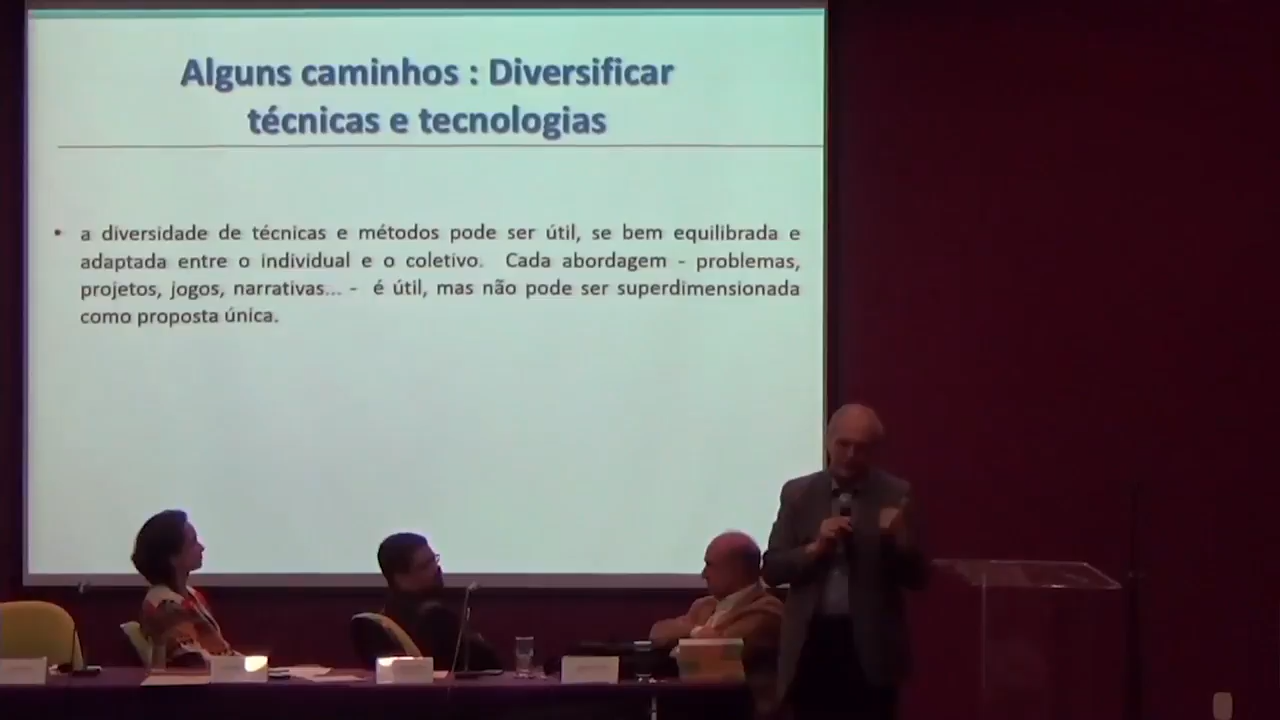 Alguns caminhos : Diversificar
técnicas e tecnologias
• a diversidade de técnicas e métodos pode ser útil, se bem equilibrada e
adaptada entre o individual e o coletivo. Cada abordagem - problemas,
projetos, jogos, narrativas... - é útil, mas não pode ser superdimensionada
como proposta única.